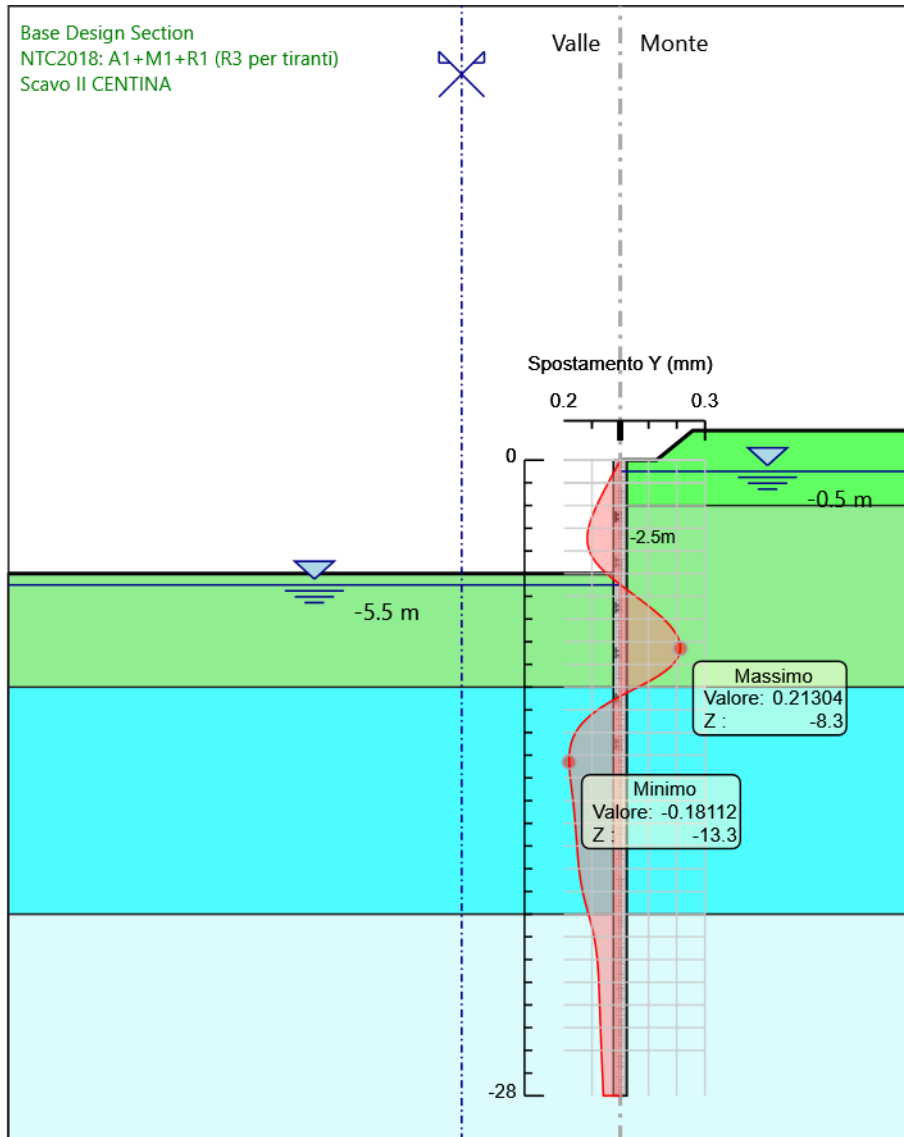 Base Design Section
NTC2018: A1+M1+R1 (R3 per tiranti)
Scavo II CENTINA
Valle Monte
Spostamento Y (mm)
0.2 0.3
0
-0.5 m
-2.5m
-5.5 m
Massimo
Valore: 0.21304
Z : -8.3
Minimo
Valore: -0.18112
Z : -13.3
-28